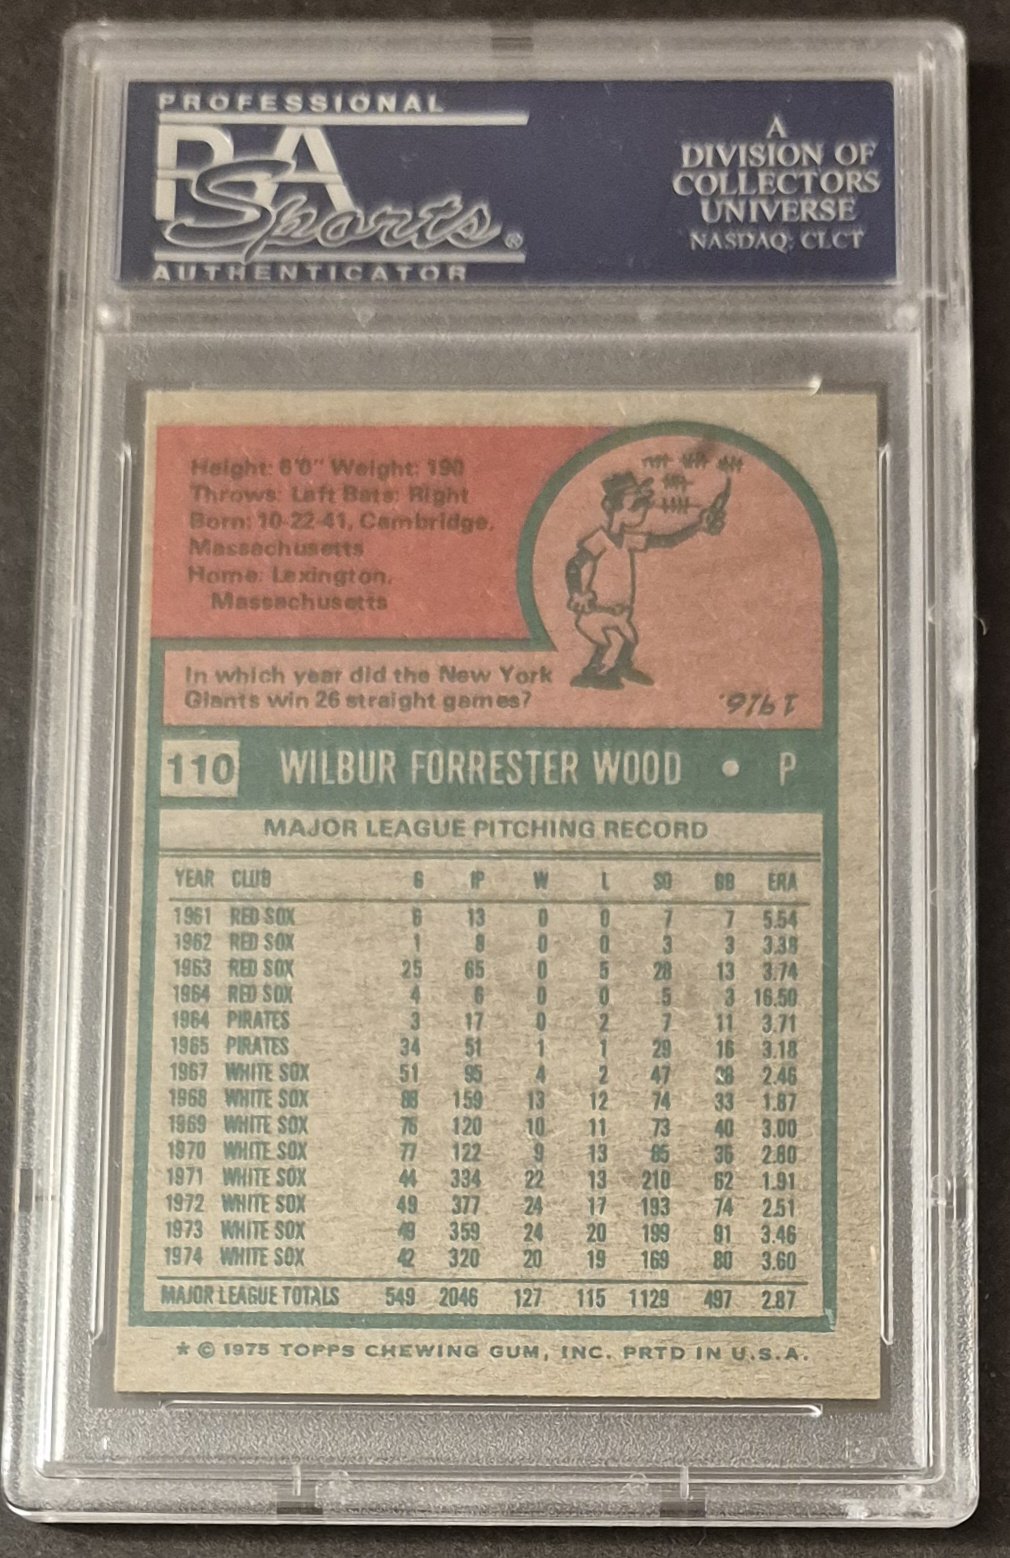 PROFESSIONAL
PSA
Sports®
AUTHENTICATOR
A
DIVISION OF
COLLECTORS
UNIVERSE
NASDAQ: CLCT
Height: 6'0" Weight: 190
Throws: Left Bats: Right
Born: 10-22-41, Cambridge,
Massachusetts
Home: Lexington,
Massachusetts
In which year did the New York
Giants win 26 straight games?
1916.
110 WILBUR FORRESTER WOOD • P
MAJOR LEAGUE PITCHING RECORD
YEAR CLUB G IP W L SO BB ERA
1961 RED SOX 6 13 0 0 7 7 5.54
1962 RED SOX 1 8 0 0 3 3 3.38
1963 RED SOX 25 65 0 5 28 13 3.74
1964 RED SOX 4 6 0 0 5 3 16.50
1964 PIRATES 3 17 0 2 7 11 3.71
1965 PIRATES 34 51 1 1 29 16 3.18
1967 WHITE SOX 51 95 4 2 47 28 2.46
1968 WHITE SOX 88 159 13 12 74 33 1.87
1969 WHITE SOX 76 120 10 11 73 40 3.00
1970 WHITE SOX 77 122 9 13 85 36 2.80
1971 WHITE SOX 44 334 22 13 210 62 1.91
1972 WHITE SOX 49 377 24 17 193 74 2.51
1973 WHITE SOX 49 359 24 20 199 91 3.46
1974 WHITE SOX 42 320 20 19 169 80 3.60
MAJOR LEAGUE TOTALS 549 2046 127 115 1129 497 2.87
* © 1975 TOPPS CHEWING GUM, INC. PRTD IN U.S.A.